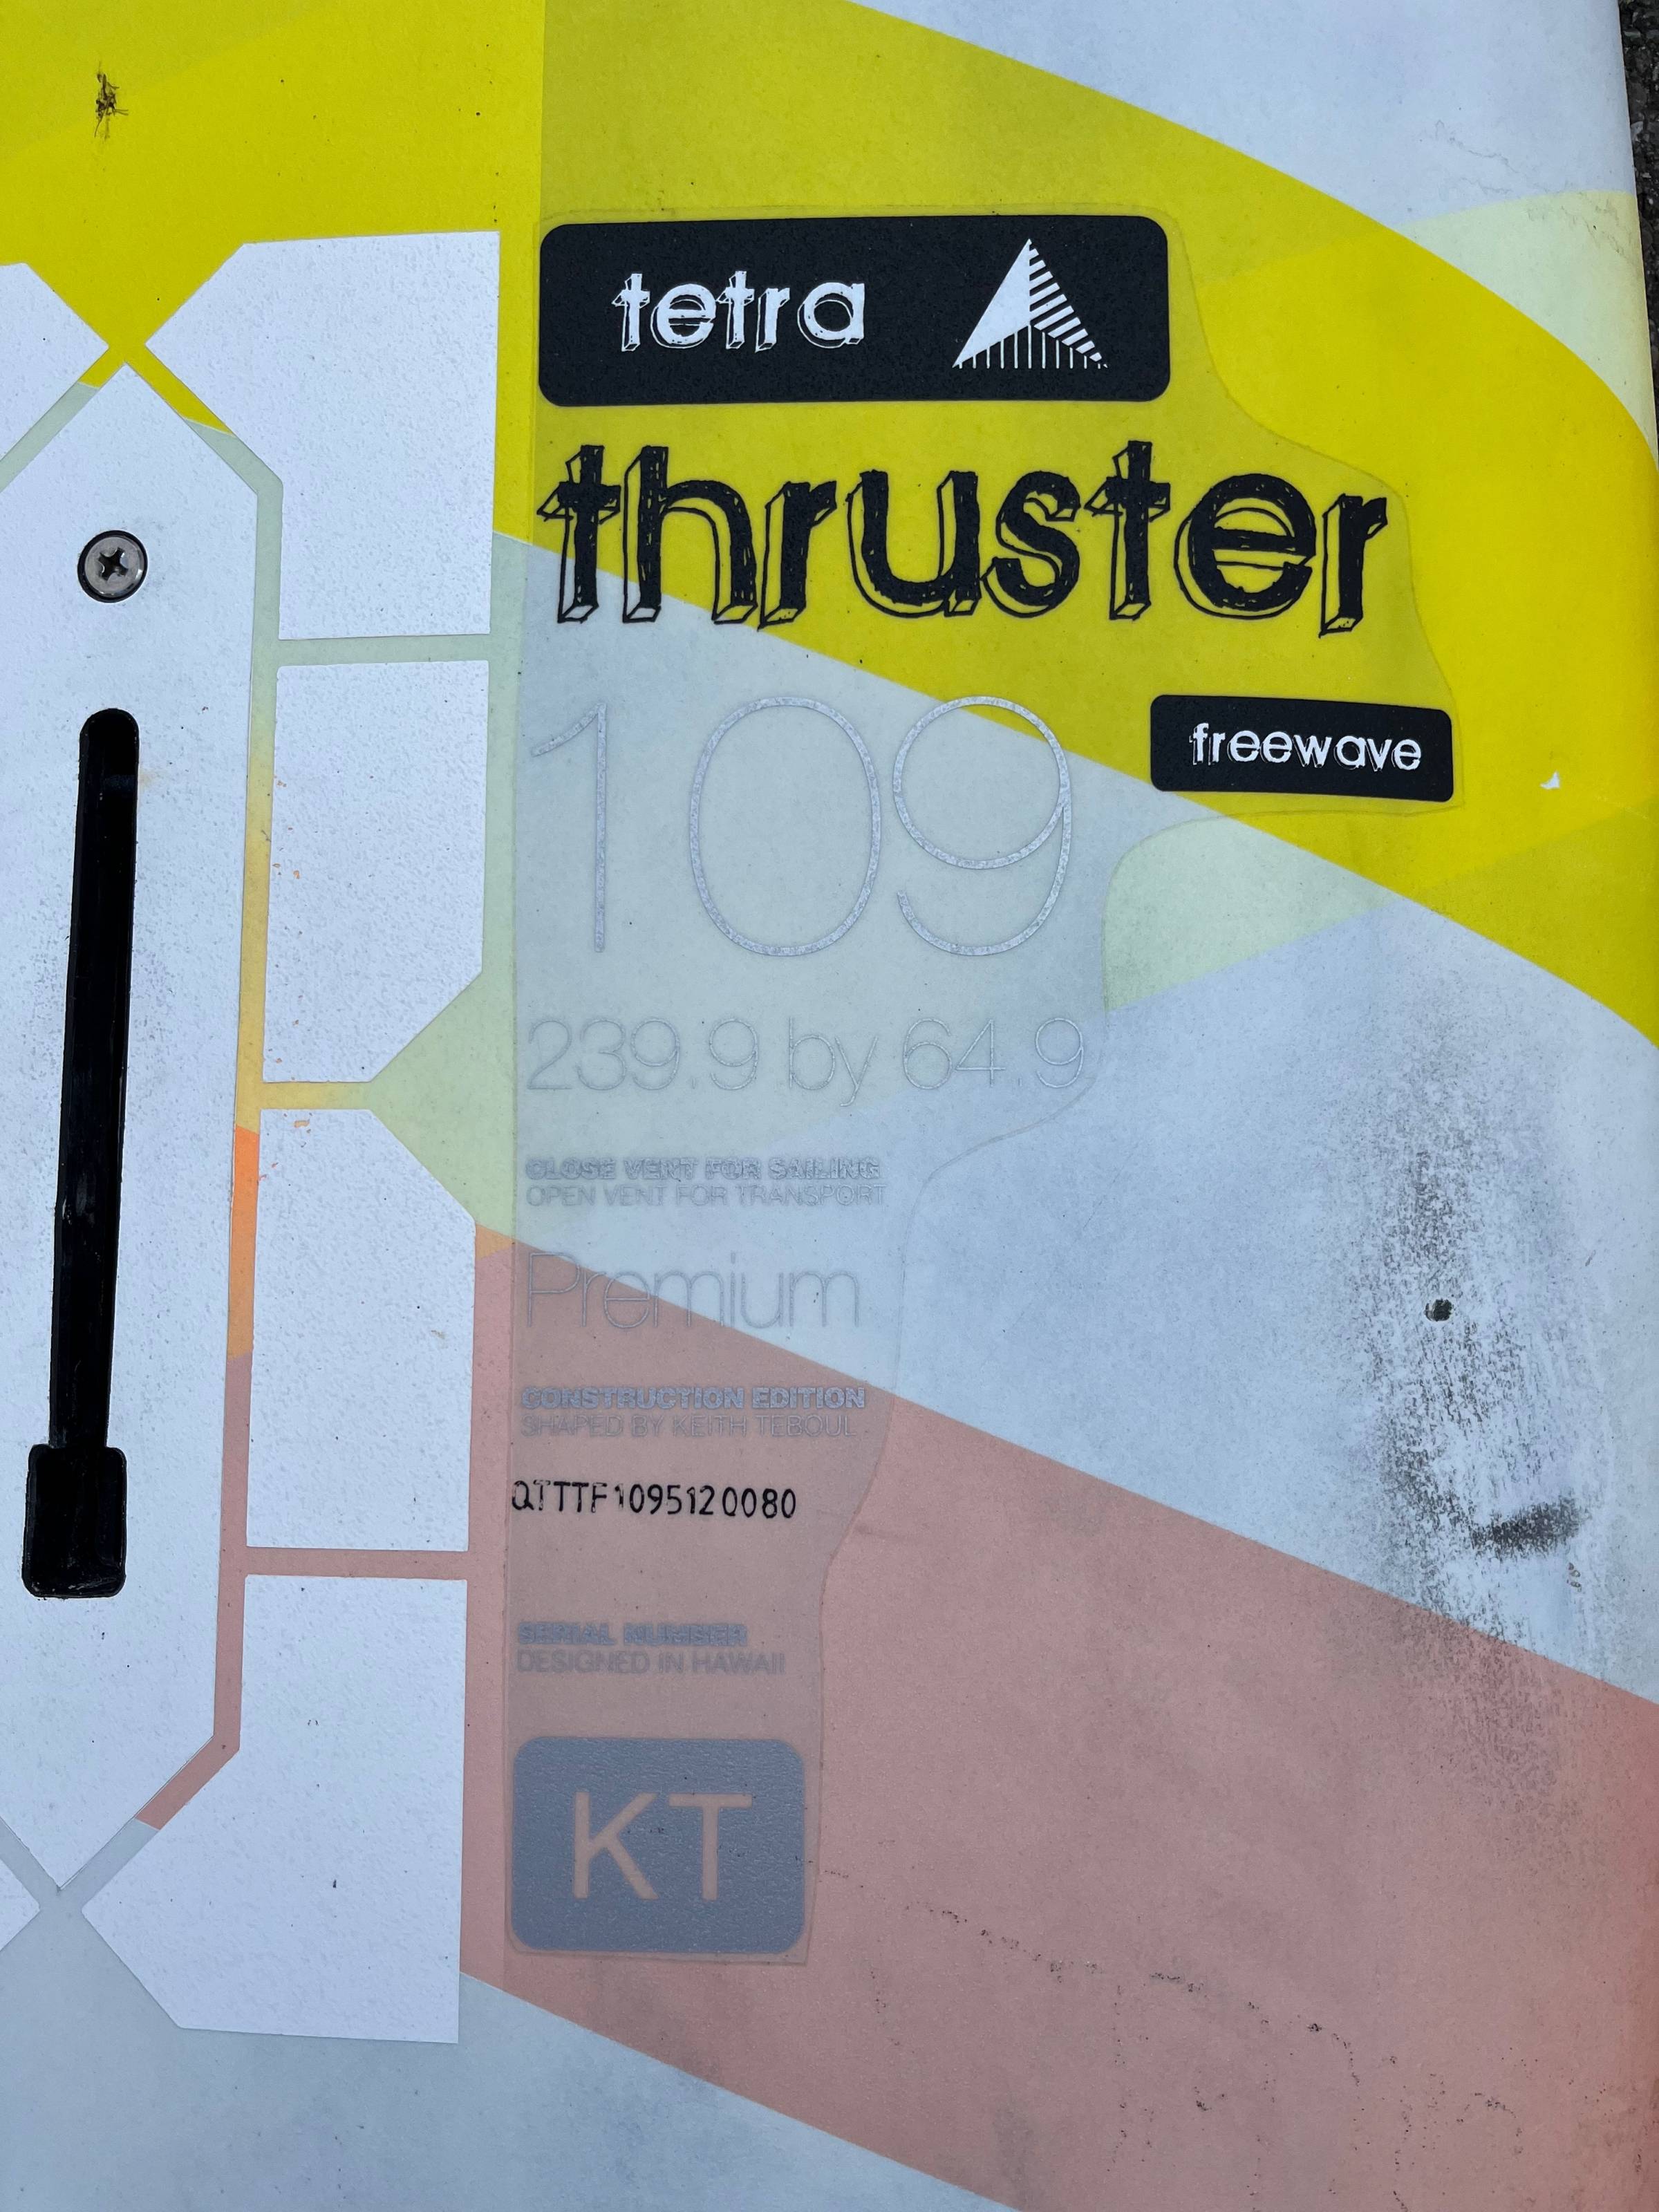 tetra
thruster
109
freewave
239.9 by 64.9
CLOSE VENT FOR SAILING
OPEN VENT FOR TRANSPORT
Premium
CONSTRUCTION EDITION
SHAPED BY KEITH TEBOUL
QTTTF1095120080
SERIAL NUMBER
DESIGNED IN HAWAII
KT